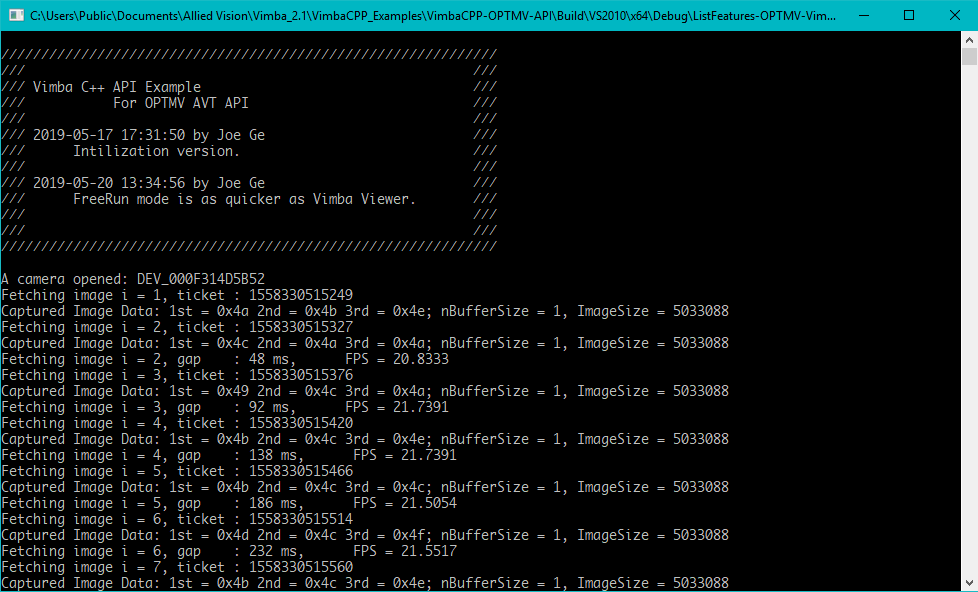 C:\Users\Public\Documents\Allied Vision\Vimba_2.1\VimbaCPP_Examples\VimbaCPP-OPTMV-API\Build\VS2010\x64\Debug\ListFeatures-OPTMV-Vim...
//////////////////////////////////////////////////////////////
///                                                        ///
/// Vimba C++ API Example                                  ///
///           For OPTMV AVT API                            ///
///                                                        ///
/// 2019-05-17 17:31:50 by Joe Ge                          ///
///      Intilization version.                             ///
///                                                        ///
/// 2019-05-20 13:34:56 by Joe Ge                          ///
///      FreeRun mode is as quicker as Vimba Viewer.       ///
///                                                        ///
///                                                        ///
//////////////////////////////////////////////////////////////
A camera opened: DEV_000F314D5B52
Fetching image i = 1, ticket : 1558330515249
Captured Image Data: 1st = 0x4a 2nd = 0x4b 3rd = 0x4e; nBufferSize = 1, ImageSize = 5033088
Fetching image i = 2, ticket : 1558330515327
Captured Image Data: 1st = 0x4c 2nd = 0x4a 3rd = 0x4a; nBufferSize = 1, ImageSize = 5033088
Fetching image i = 2, gap    : 48 ms,      FPS = 20.8333
Fetching image i = 3, ticket : 1558330515376
Captured Image Data: 1st = 0x49 2nd = 0x4c 3rd = 0x4a; nBufferSize = 1, ImageSize = 5033088
Fetching image i = 3, gap    : 92 ms,      FPS = 21.7391
Fetching image i = 4, ticket : 1558330515420
Captured Image Data: 1st = 0x4b 2nd = 0x4c 3rd = 0x4e; nBufferSize = 1, ImageSize = 5033088
Fetching image i = 4, gap    : 138 ms,      FPS = 21.7391
Fetching image i = 5, ticket : 1558330515466
Captured Image Data: 1st = 0x4b 2nd = 0x4c 3rd = 0x4c; nBufferSize = 1, ImageSize = 5033088
Fetching image i = 5, gap    : 186 ms,      FPS = 21.5054
Fetching image i = 6, ticket : 1558330515514
Captured Image Data: 1st = 0x4d 2nd = 0x4c 3rd = 0x4f; nBufferSize = 1, ImageSize = 5033088
Fetching image i = 6, gap    : 232 ms,      FPS = 21.5517
Fetching image i = 7, ticket : 1558330515560
Captured Image Data: 1st = 0x4b 2nd = 0x4c 3rd = 0x4b; nBufferSize = 1, ImageSize = 5033088